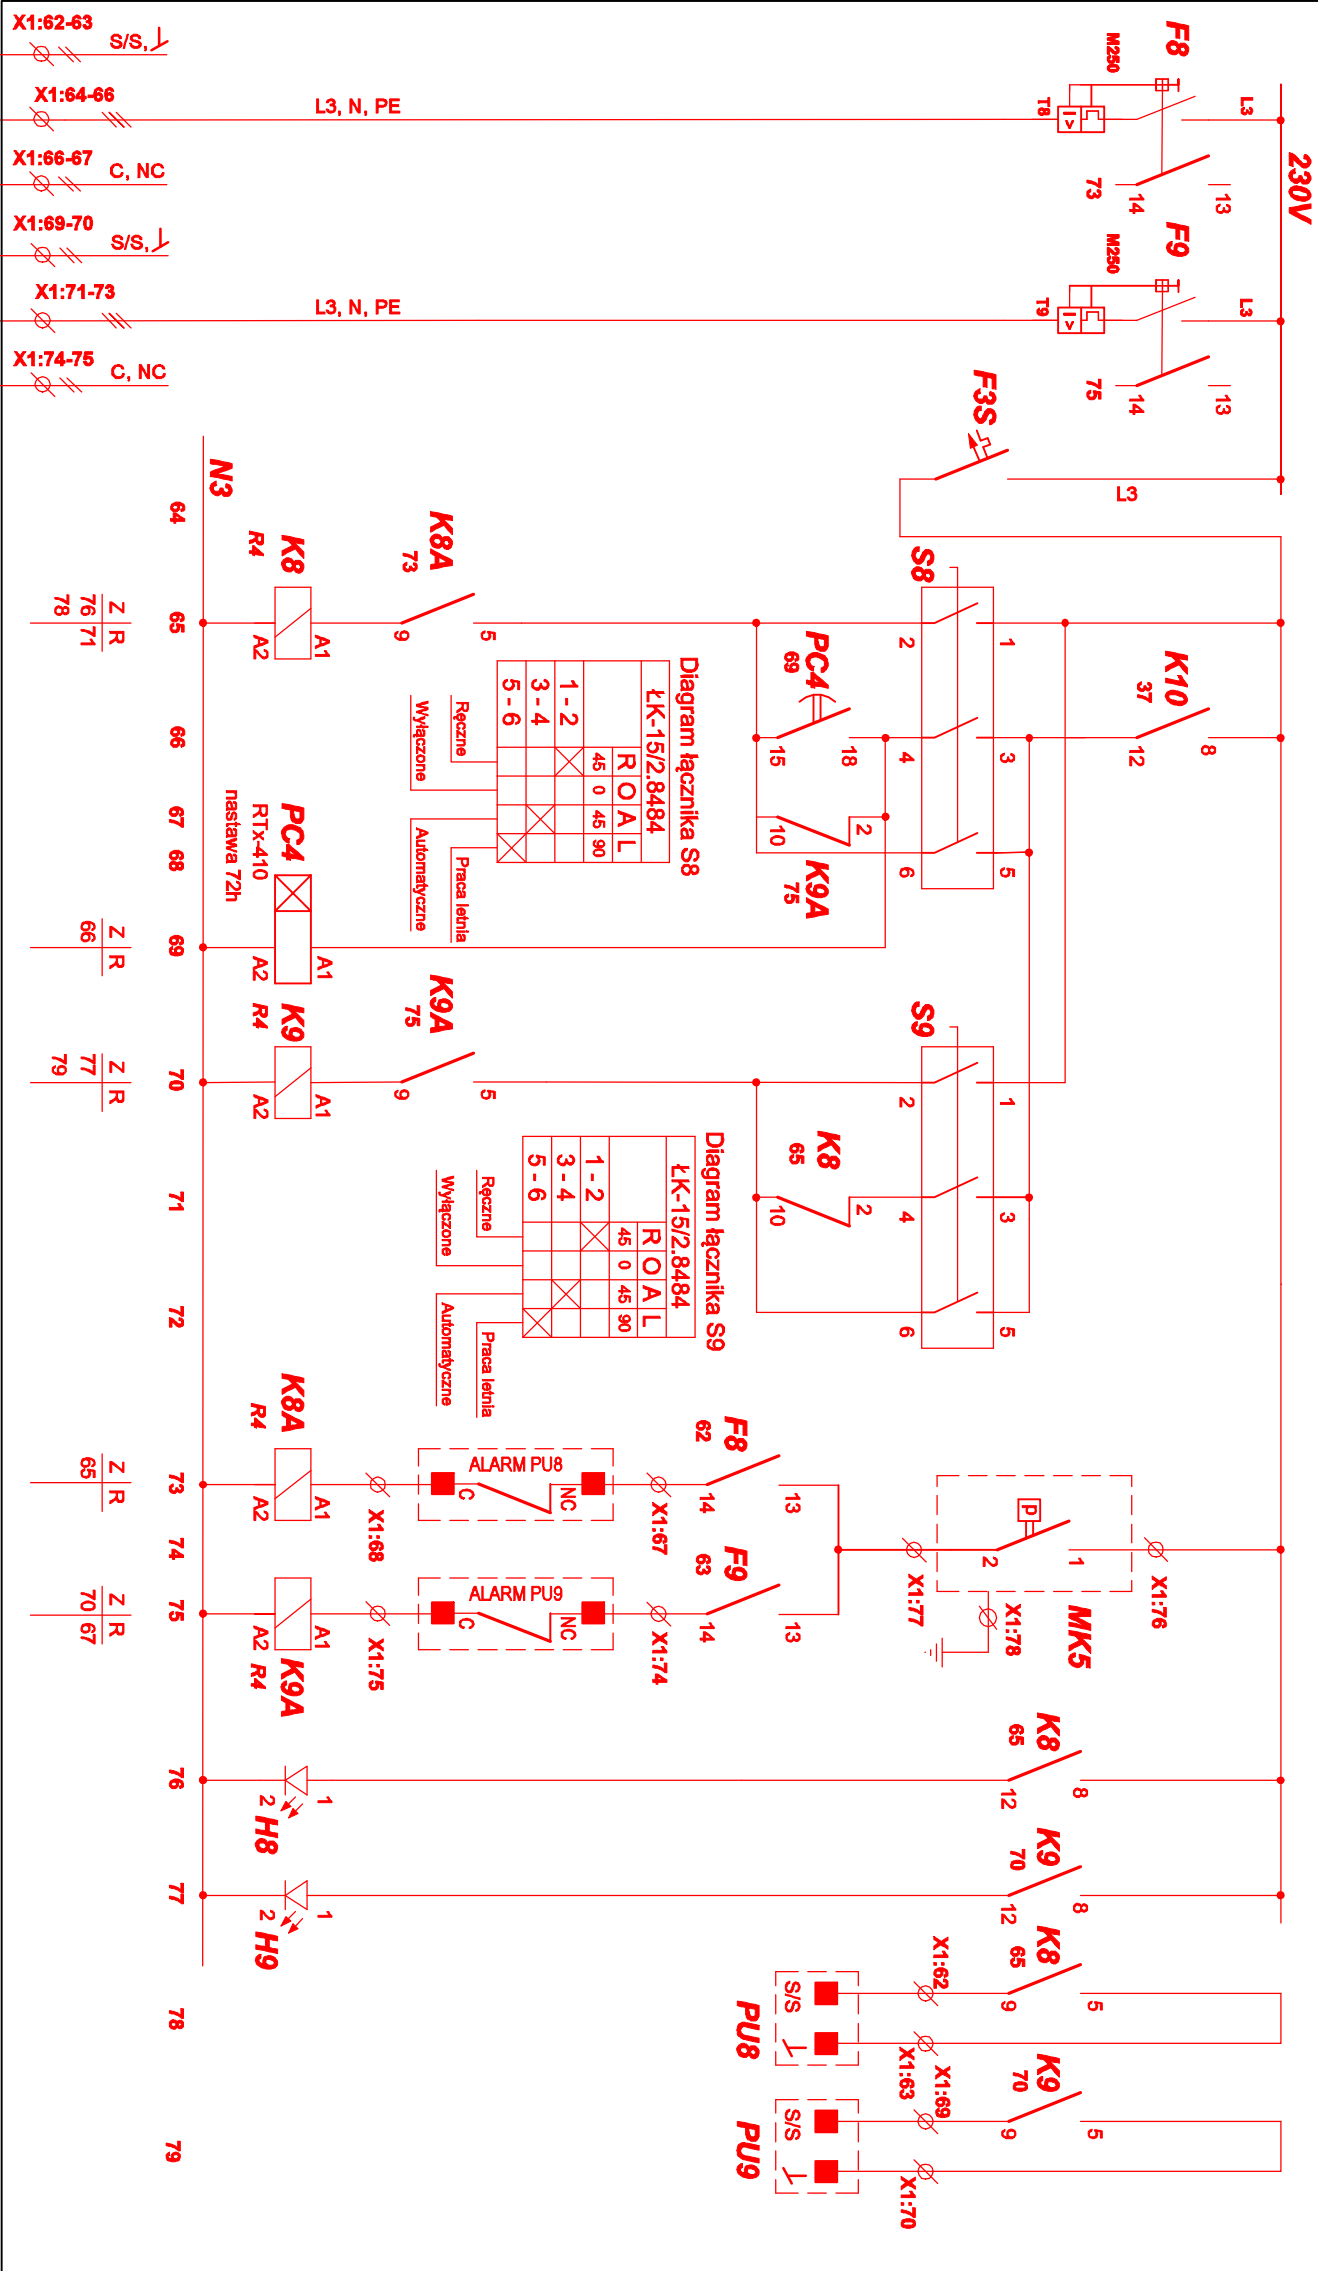 X1:62-63
S/S,
X1:64-66
L3, N, PE
X1:66-67
C, NC
X1:69-70
S/S,
X1:71-73
L3, N, PE
X1:74-75
C, NC
230V
F8
M250
T8
I
>
L3
13
14
73
F9
M250
T9
I
>
L3
13
14
75
F3S
L3
N3
64
K8
R4
A1
A2
K8A
73
5
9
S8
1
2
3
4
5
6
K10
37
8
12
PC4
69
18
15
K9A
75
2
10
Diagram łącznika S8
ŁK-15/2.8484
R O A L
45 0 45 90
1 - 2
3 - 4
5 - 6
Ręczne
Wyłączone
Automatyczne
Praca letnia
PC4
RTx-410
nastawa 72h
A1
A2
K9
R4
A1
A2
K9A
75
5
9
S9
1
2
3
4
5
6
K8
65
2
10
Diagram łącznika S9
ŁK-15/2.8484
R O A L
45 0 45 90
1 - 2
3 - 4
5 - 6
Ręczne
Wyłączone
Automatyczne
Praca letnia
K8A
R4
A1
A2
X1:68
ALARM PU8
C
NC
X1:67
F8
62
13
14
K9A
R4
A1
A2
X1:75
ALARM PU9
C
NC
X1:74
F9
63
13
14
MK5
p
1
2
X1:76
X1:77
X1:78
K8
65
8
12
H8
1
2
K9
70
8
12
H9
1
2
K8
65
5
9
X1:62
X1:63
S/S
PU8
K9
70
5
9
X1:69
X1:70
S/S
PU9
65
66
67
68
69
70
71
72
73
74
75
76
77
78
79
Z R
76 71
78
Z R
66
Z R
77
79
Z R
65
Z R
70 67